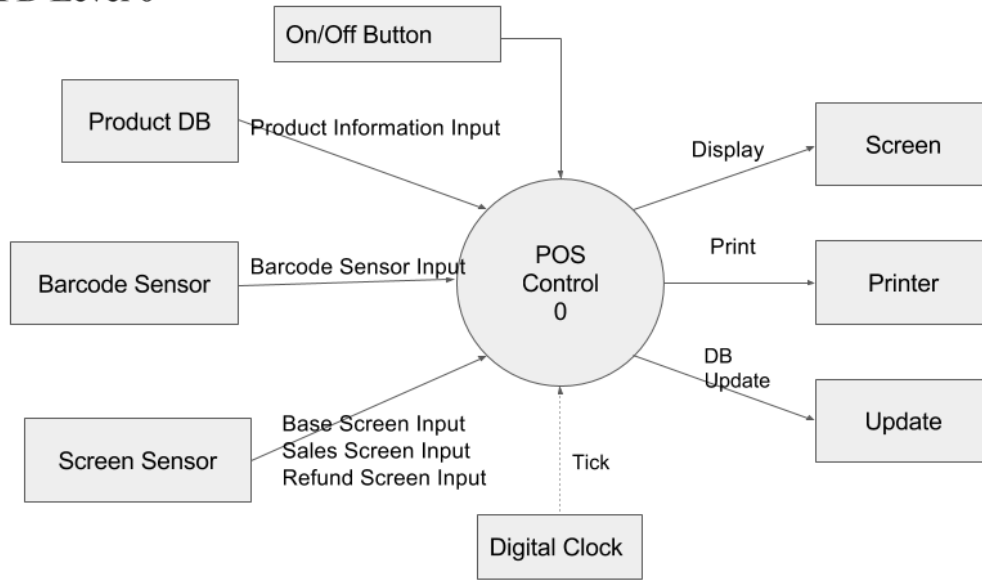 On/Off Button
Product DB
Product Information Input
Display
Screen
Barcode Sensor
Barcode Sensor Input
POS
Control
0
Print
Printer
DB
Update
Update
Screen Sensor
Base Screen Input
Sales Screen Input
Refund Screen Input
Tick
Digital Clock